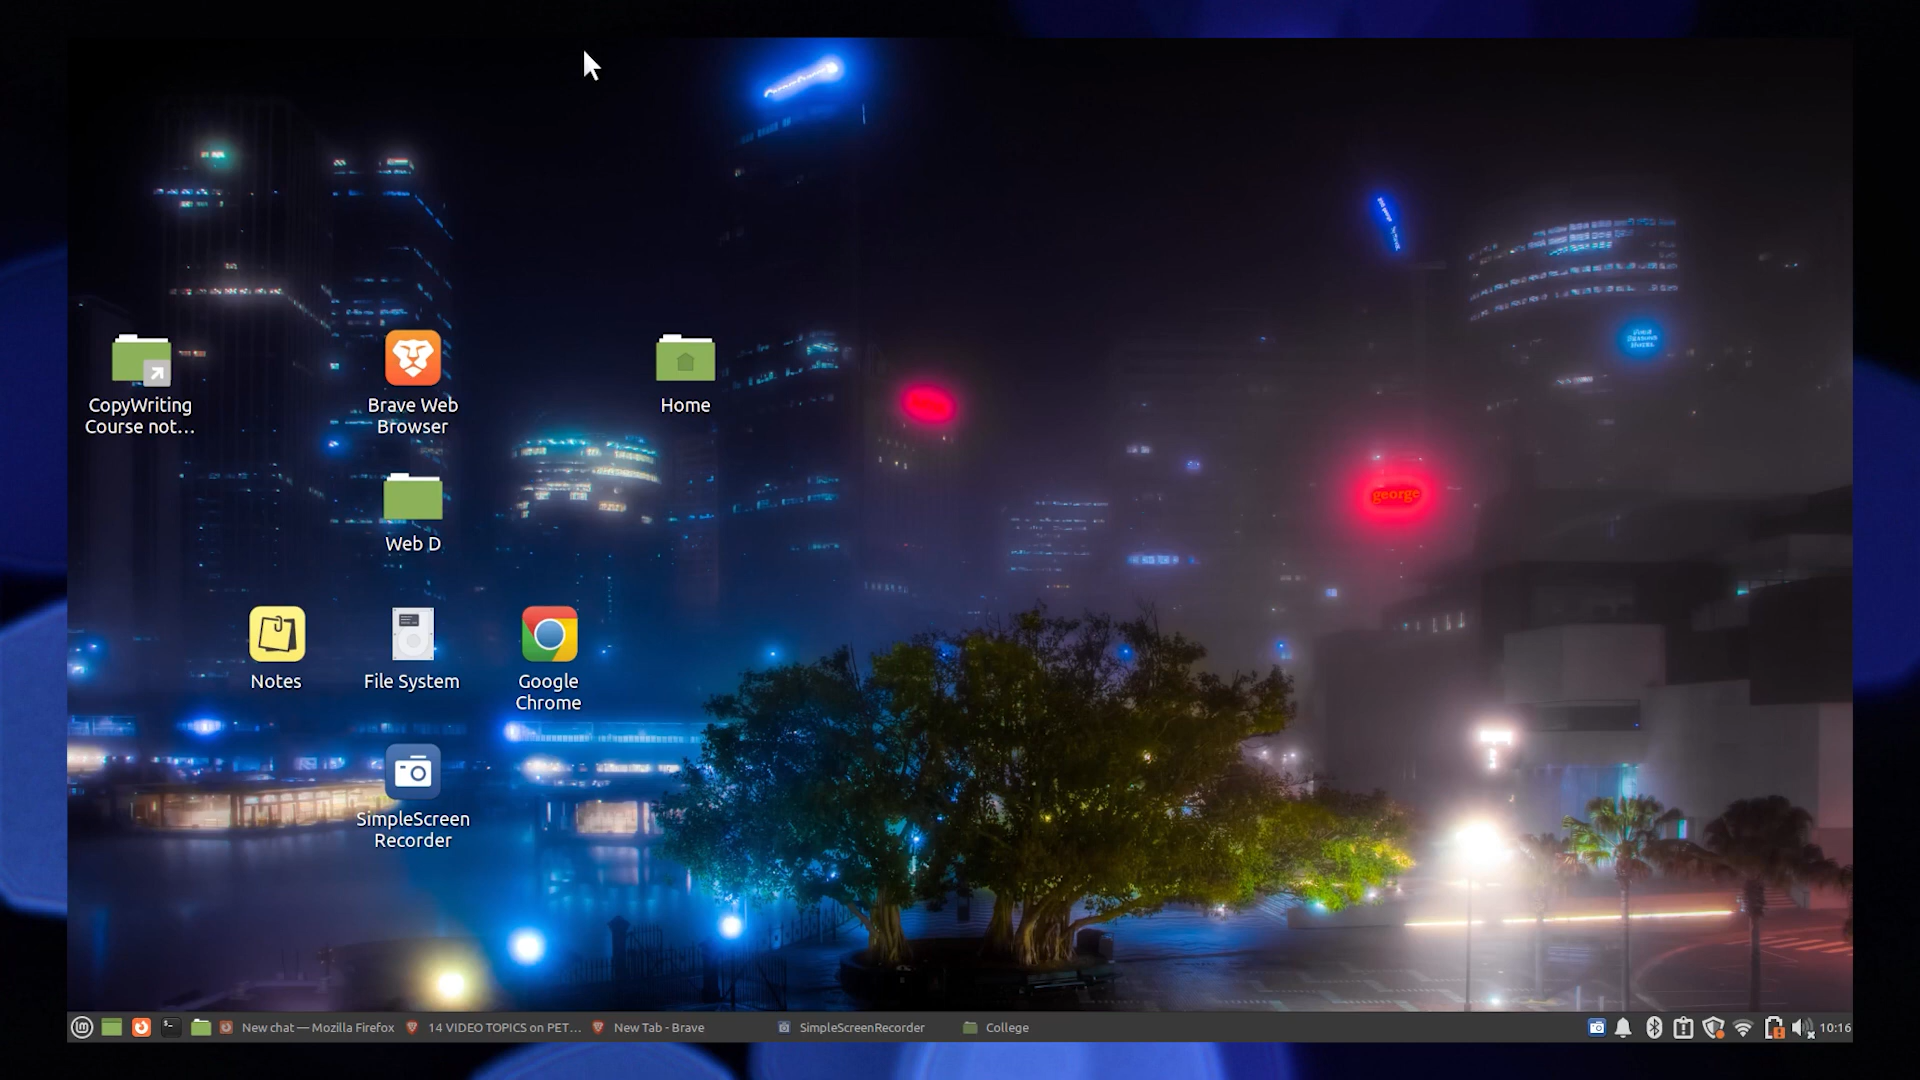 george
CopyWriting
Course not...
Brave Web
Browser
Home
Web D
Notes
File System
Google
Chrome
SimpleScreen
Recorder
New chat — Mozilla Firefox
14 VIDEO TOPICS on PET...
New Tab - Brave
SimpleScreenRecorder
College
10:16